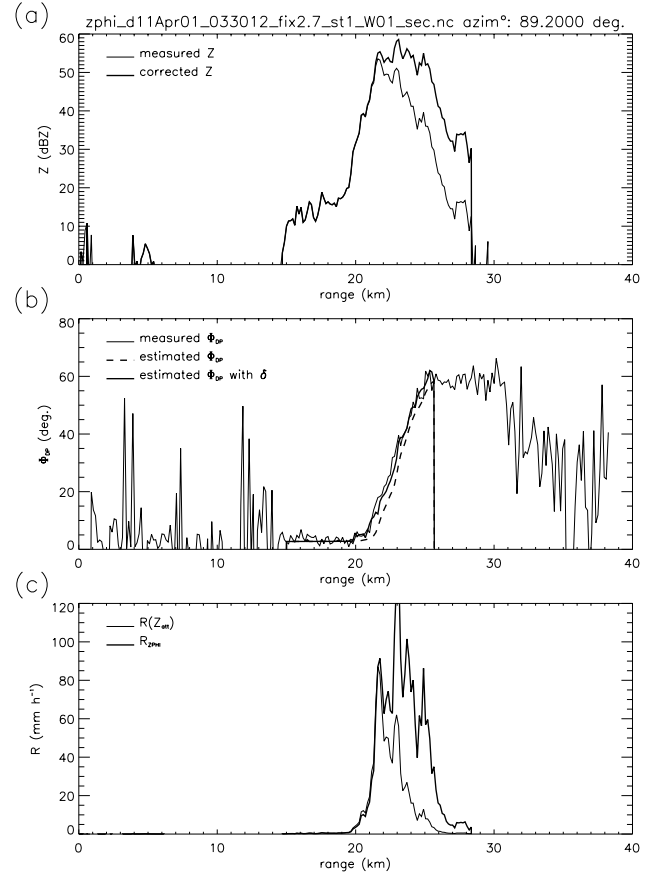 (a)
zphi_d11Apr01_033012_fix2.7_st1_W01_sec.nc azim°: 89.2000 deg.
measured Z
corrected Z
Z (dBZ)
60
50
40
30
20
10
0
0 10 20 30 40
range (km)
(b)
measured ΦDP
estimated ΦDP
estimated ΦDP with δ
ΦDP (deg.)
80
60
40
20
0
0 10 20 30 40
range (km)
(c)
R(Zatt)
RZPHI
R (mm h⁻¹)
120
100
80
60
40
20
0
0 10 20 30 40
range (km)